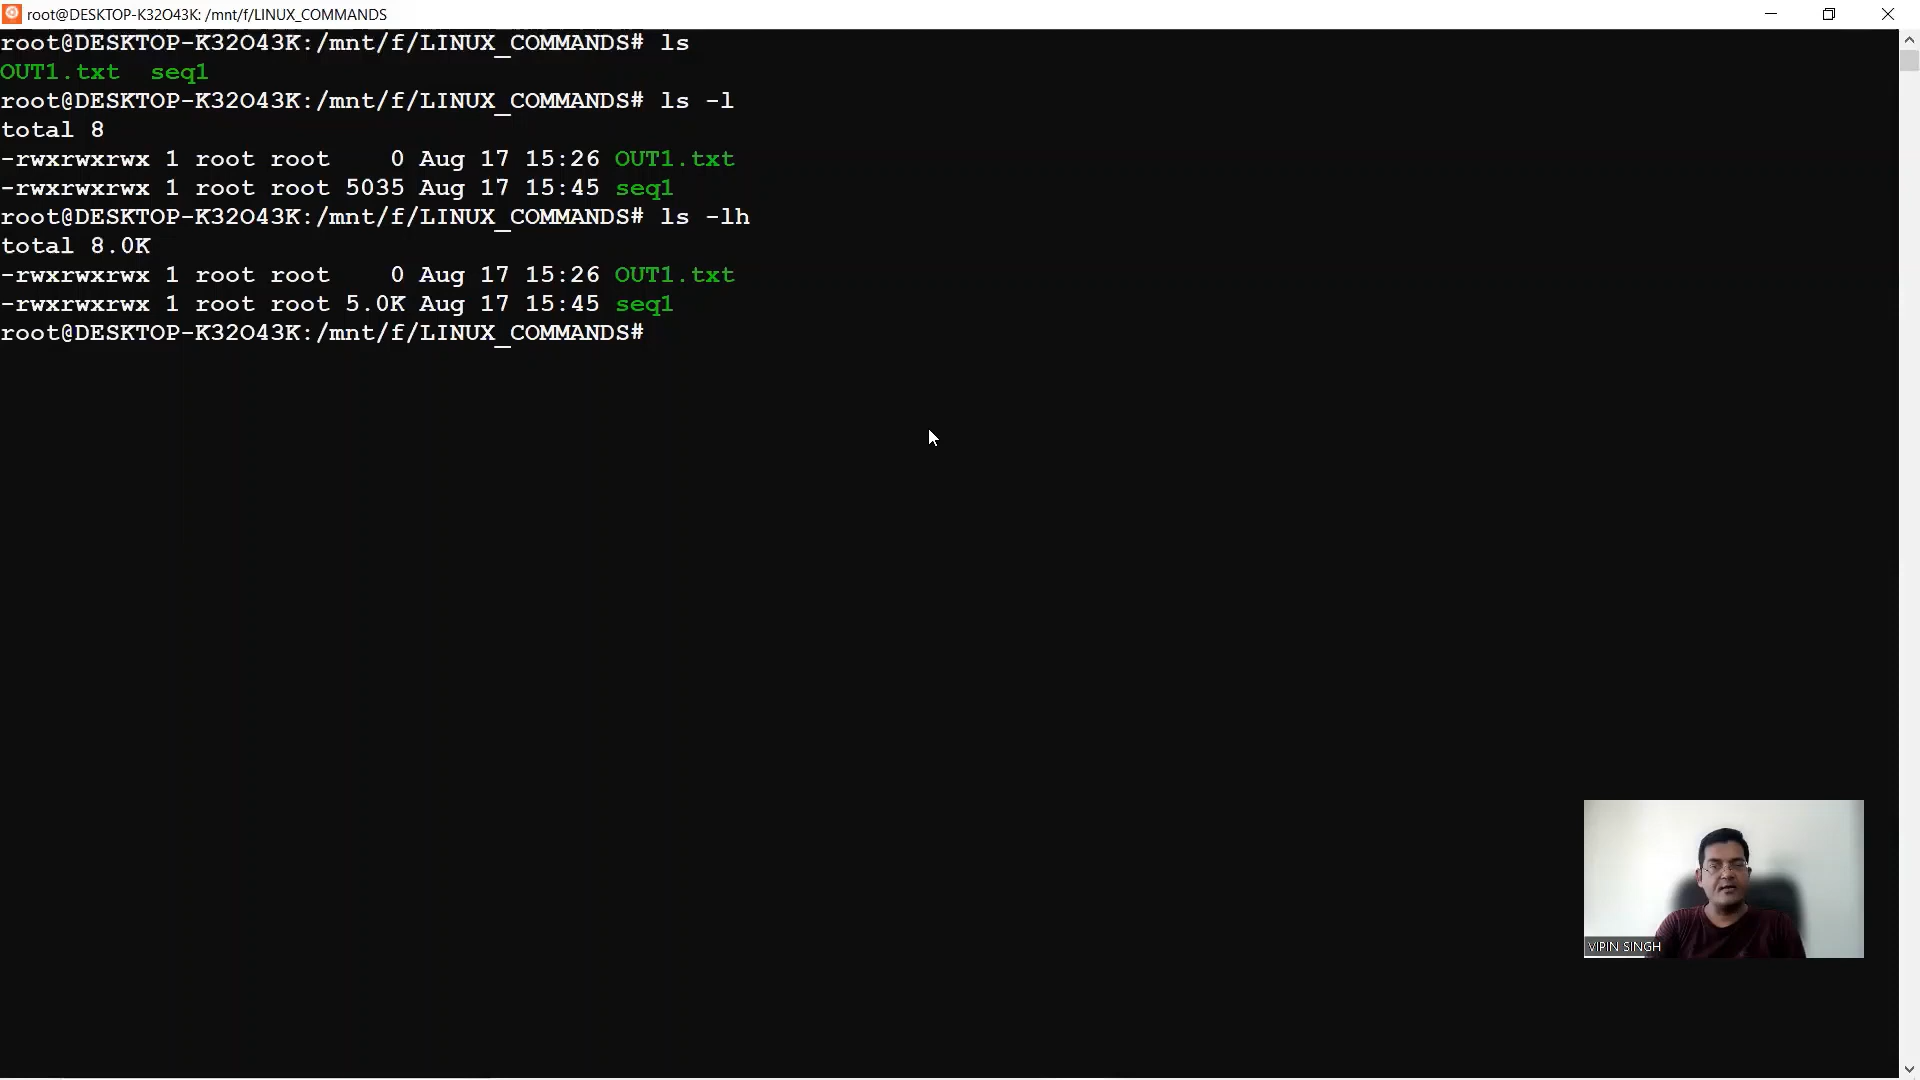 root@DESKTOP-K32O43K: /mnt/f/LINUX_COMMANDS
root@DESKTOP-K32O43K:/mnt/f/LINUX_COMMANDS# ls
OUT1.txt  seq1
root@DESKTOP-K32O43K:/mnt/f/LINUX_COMMANDS# ls -l
total 8
-rwxrwxrwx 1 root root    0 Aug 17 15:26 OUT1.txt
-rwxrwxrwx 1 root root 5035 Aug 17 15:45 seq1
root@DESKTOP-K32O43K:/mnt/f/LINUX_COMMANDS# ls -lh
total 8.0K
-rwxrwxrwx 1 root root    0 Aug 17 15:26 OUT1.txt
-rwxrwxrwx 1 root root 5.0K Aug 17 15:45 seq1
root@DESKTOP-K32O43K:/mnt/f/LINUX_COMMANDS#
VIPIN SINGH